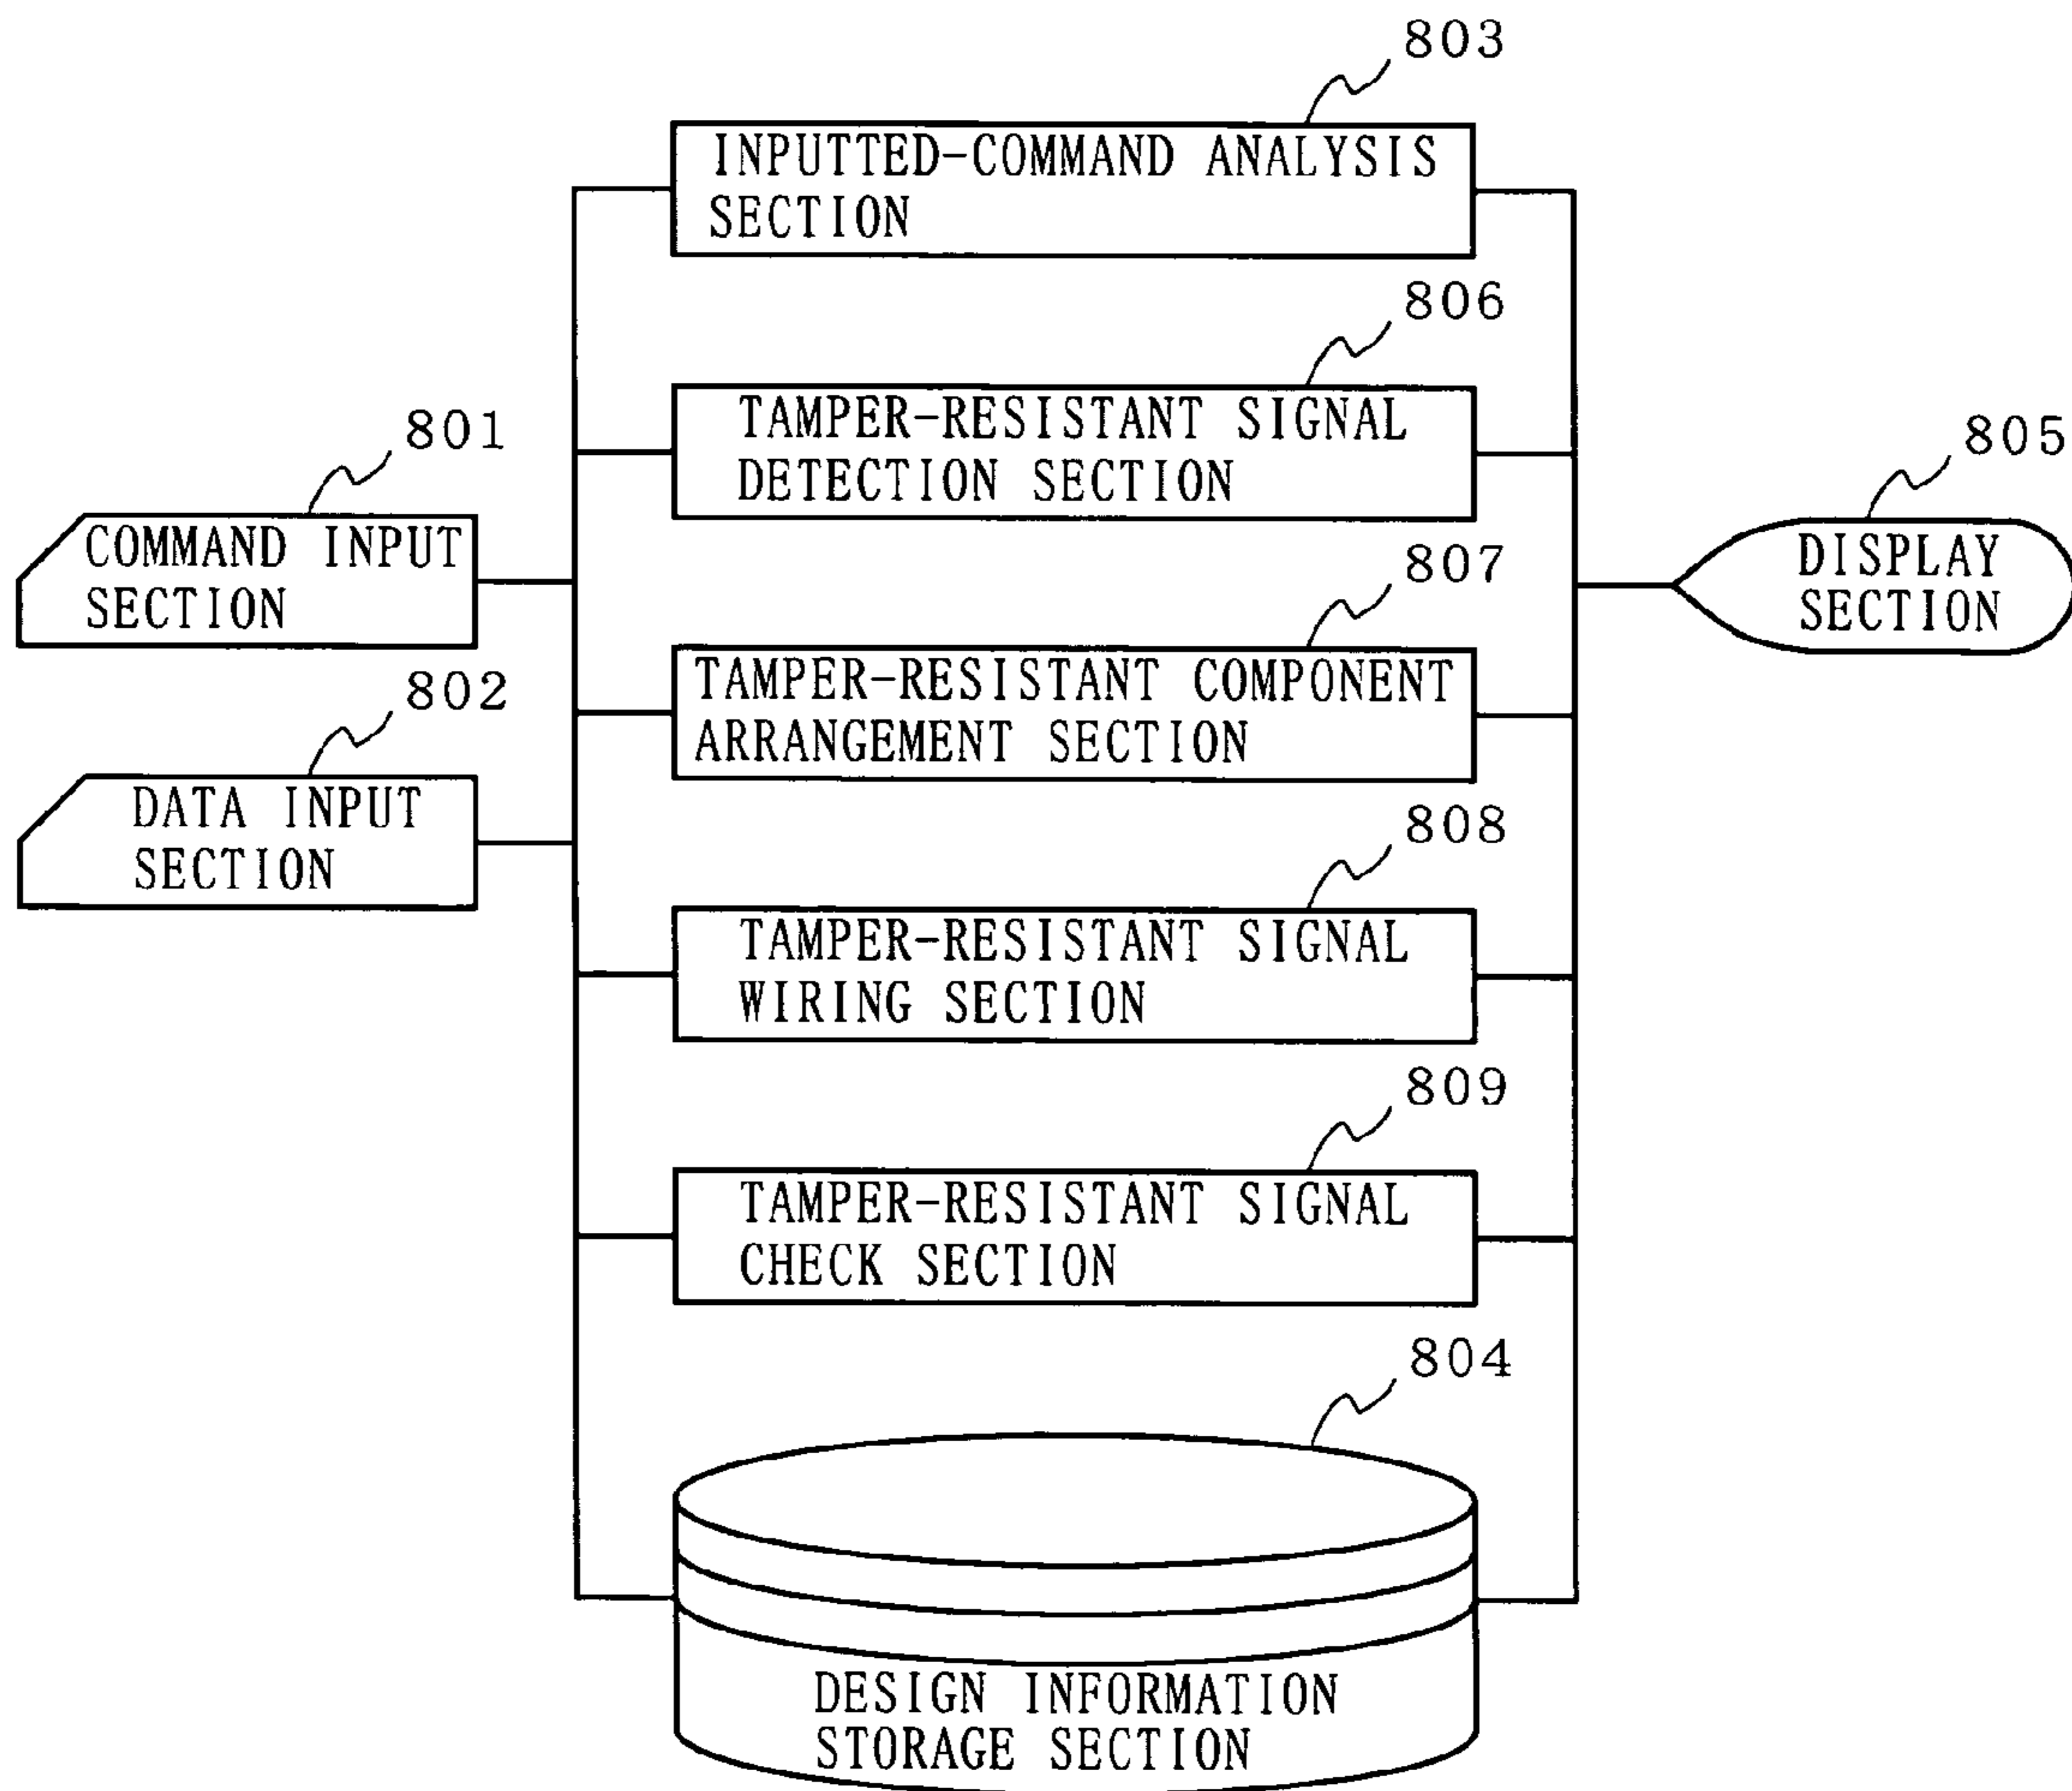 803
INPUTTED-COMMAND ANALYSIS
SECTION
806
TAMPER-RESISTANT SIGNAL
DETECTION SECTION
801
COMMAND INPUT
SECTION
805
DISPLAY
SECTION
807
TAMPER-RESISTANT COMPONENT
ARRANGEMENT SECTION
802
DATA INPUT
SECTION
808
TAMPER-RESISTANT SIGNAL
WIRING SECTION
809
TAMPER-RESISTANT SIGNAL
CHECK SECTION
804
DESIGN INFORMATION
STORAGE SECTION